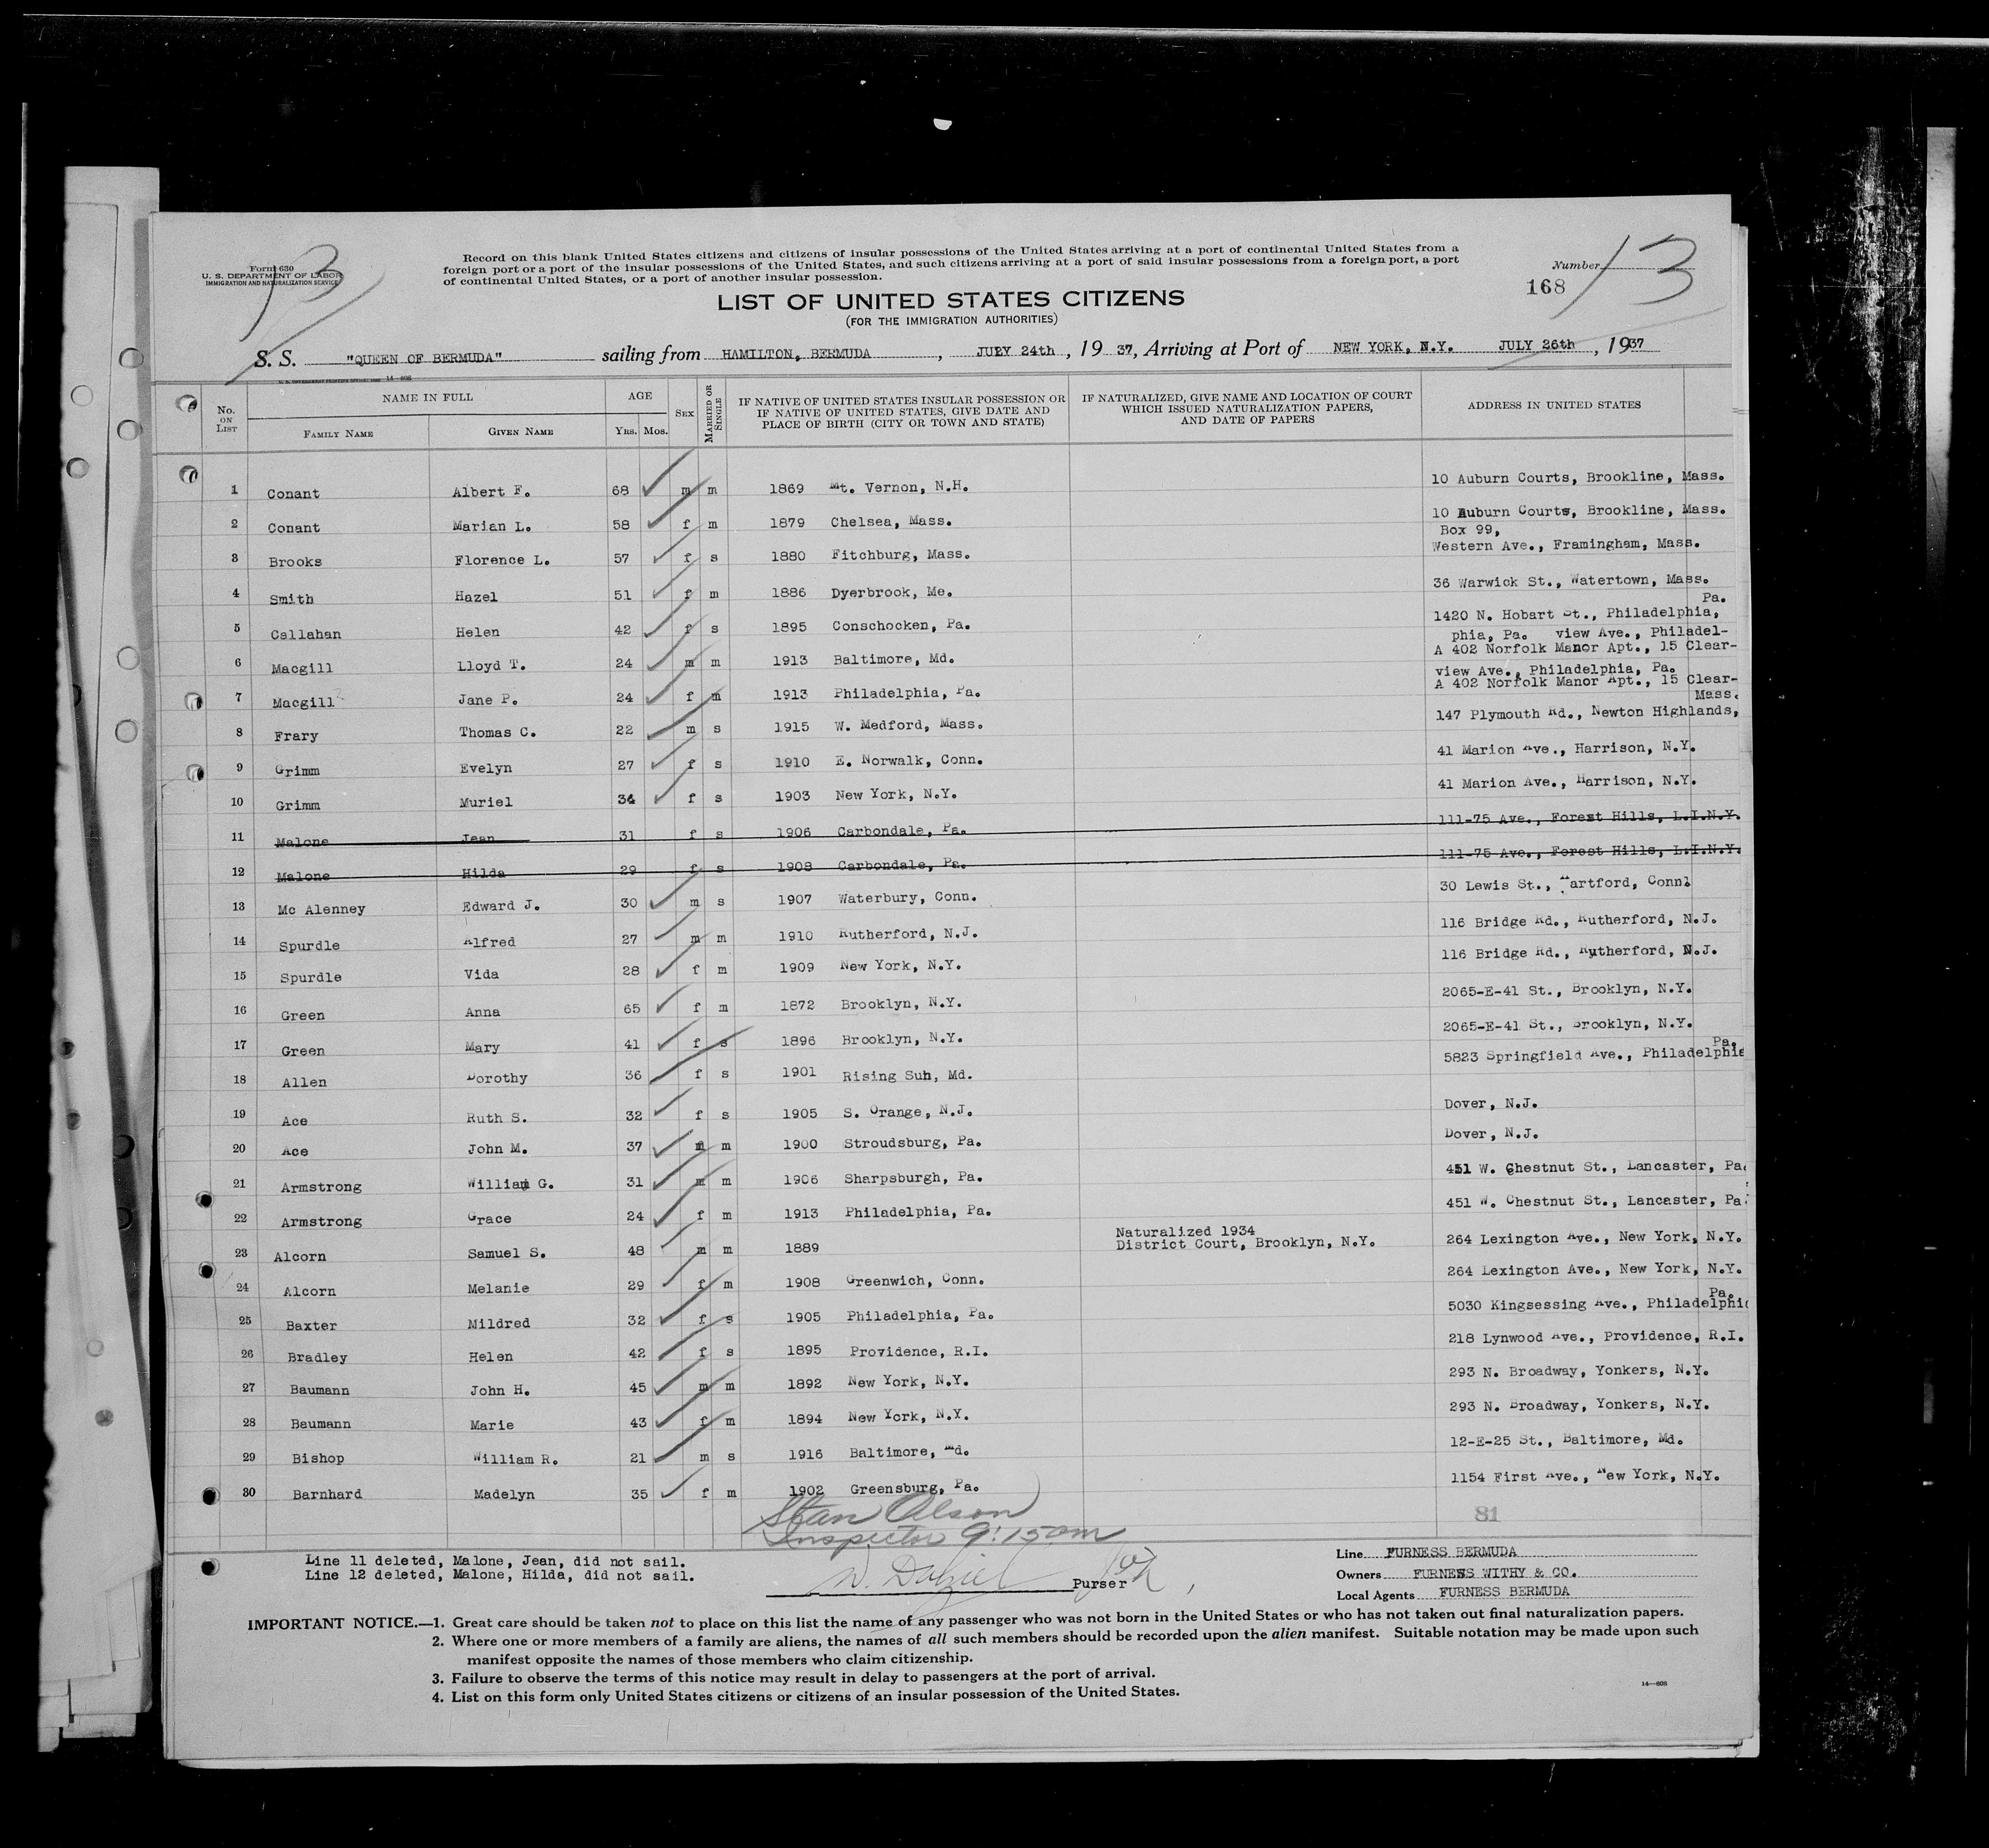 Form 630
U. S. DEPARTMENT OF LABOR
IMMIGRATION AND NATURALIZATION SERVICE
13
Record on this blank United States citizens and citizens of insular possessions of the United States arriving at a port of continental United States from a
foreign port or a port of the insular possessions of the United States, and such citizens arriving at a port of said insular possessions from a foreign port, a port
of continental United States, or a port of another insular possession.
Number 13
168
LIST OF UNITED STATES CITIZENS
(FOR THE IMMIGRATION AUTHORITIES)
S. S. "QUEEN OF BERMUDA" sailing from HAMILTON, BERMUDA, JULY 24th, 19 37, Arriving at Port of NEW YORK, N.Y. JULY 26th, 1937
No. ON LIST NAME IN FULL AGE SEX MARRIED OR SINGLE IF NATIVE OF UNITED STATES INSULAR POSSESSION OR IF NATIVE OF UNITED STATES, GIVE DATE AND PLACE OF BIRTH (CITY OR TOWN AND STATE) IF NATURALIZED, GIVE NAME AND LOCATION OF COURT WHICH ISSUED NATURALIZATION PAPERS, AND DATE OF PAPERS ADDRESS IN UNITED STATES
FAMILY NAME GIVEN NAME YRS. MOS.
1 Conant Albert F. 68 m m 1869 Mt. Vernon, N.H. 10 Auburn Courts, Brookline, Mass.
2 Conant Marian L. 58 f m 1879 Chelsea, Mass. 10 Auburn Courts, Brookline, Mass.
Box 99,
3 Brooks Florence L. 57 f s 1880 Fitchburg, Mass. Western Ave., Framingham, Mass.
4 Smith Hazel 51 f m 1886 Dyerbrook, Me. 36 Warwick St., Watertown, Mass.
Pa.
5 Callahan Helen 42 f s 1895 Conschocken, Pa. 1420 N. Hobart St., Philadelphia,
phia, Pa. view Ave., Philadel-
6 Macgill Lloyd T. 24 m m 1913 Baltimore, Md. A 402 Norfolk Manor Apt., 15 Clear-
view Ave., Philadelphia, Pa.
7 Macgill Jane P. 24 f m 1913 Philadelphia, Pa. A 402 Norfolk Manor Apt., 15 Clear-
Mass.
8 Frary Thomas C. 22 m s 1915 W. Medford, Mass. 147 Plymouth Rd., Newton Highlands,
9 Grimm Evelyn 27 f s 1910 E. Norwalk, Conn. 41 Marion Ave., Harrison, N.Y.
10 Grimm Muriel 34 f s 1903 New York, N.Y. 41 Marion Ave., Harrison, N.Y.
11 Malone Jean 31 f s 1906 Carbondale, Pa. 111-75 Ave., Forest Hills, L.I.N.Y.
12 Malone Hilda 29 f s 1908 Carbondale, Pa. 111-75 Ave., Forest Hills, L.I.N.Y.
13 Mc Alenney Edward J. 30 m s 1907 Waterbury, Conn. 30 Lewis St., Hartford, Conn.
14 Spurdle Alfred 27 m m 1910 Rutherford, N.J. 116 Bridge Rd., Rutherford, N.J.
15 Spurdle Vida 28 f m 1909 New York, N.Y. 116 Bridge Rd., Rutherford, N.J.
16 Green Anna 65 f m 1872 Brooklyn, N.Y. 2065-E-41 St., Brooklyn, N.Y.
17 Green Mary 41 f s 1896 Brooklyn, N.Y. 2065-E-41 St., Brooklyn, N.Y.
Pa.
18 Allen Dorothy 36 f s 1901 Rising Sun, Md. 5823 Springfield Ave., Philadelphia
19 Ace Ruth S. 32 f s 1905 S. Orange, N.J. Dover, N.J.
20 Ace John M. 37 m m 1900 Stroudsburg, Pa. Dover, N.J.
21 Armstrong William G. 31 m m 1906 Sharpsburgh, Pa. 451 W. Chestnut St., Lancaster, Pa.
22 Armstrong Grace 24 f m 1913 Philadelphia, Pa. 451 W. Chestnut St., Lancaster, Pa.
Naturalized 1934
23 Alcorn Samuel S. 48 m m 1889 District Court, Brooklyn, N.Y. 264 Lexington Ave., New York, N.Y.
24 Alcorn Melanie 29 f m 1908 Greenwich, Conn. 264 Lexington Ave., New York, N.Y.
Pa.
25 Baxter Mildred 32 f s 1905 Philadelphia, Pa. 5030 Kingsessing Ave., Philadelphi
26 Bradley Helen 42 f s 1895 Providence, R.I. 218 Lynwood Ave., Providence, R.I.
27 Baumann John H. 45 m m 1892 New York, N.Y. 293 N. Broadway, Yonkers, N.Y.
28 Baumann Marie 43 f m 1894 New York, N.Y. 293 N. Broadway, Yonkers, N.Y.
29 Bishop William R. 21 m s 1916 Baltimore, Md. 12-E-25 St., Baltimore, Md.
30 Barnhard Madelyn 35 f m 1902 Greensburg, Pa. 1154 First Ave., New York, N.Y.
Stan Olson
Inspector 9:15 am
81
Line 11 deleted, Malone, Jean, did not sail.
Line 12 deleted, Malone, Hilda, did not sail.
Purser
Line FURNESS BERMUDA
Owners FURNESS WITHY & CO.
Local Agents FURNESS BERMUDA
IMPORTANT NOTICE.—1. Great care should be taken not to place on this list the name of any passenger who was not born in the United States or who has not taken out final naturalization papers.
2. Where one or more members of a family are aliens, the names of all such members should be recorded upon the alien manifest. Suitable notation may be made upon such
manifest opposite the names of those members who claim citizenship.
3. Failure to observe the terms of this notice may result in delay to passengers at the port of arrival.
4. List on this form only United States citizens or citizens of an insular possession of the United States.
14—608